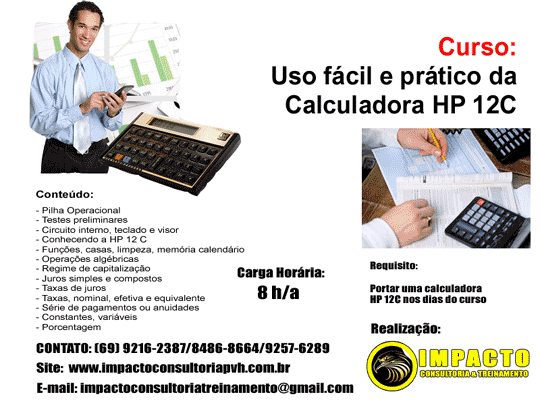 Curso:
Uso fácil e prático da
Calculadora HP 12C
Conteúdo:
- Pilha Operacional
- Testes preliminares
- Circuito interno, teclado e visor
- Conhecendo a HP 12 C
- Funções, casas, limpeza, memória calendário
- Operações algébricas
- Regime de capitalização
- Juros simples e compostos
- Taxas de juros
- Taxas, nominal, efetiva e equivalente
- Série de pagamentos ou anuidades
- Constantes, variáveis
- Porcentagem
Carga Horária:
8 h/a
Requisito:
Portar uma calculadora
HP 12C nos dias do curso
Realização:
IMPACTO
CONSULTORIA & TREINAMENTO
CONTATO: (69) 9216-2387/8486-8664/9257-6289
Site: www.impactoconsultoriapvh.com.br
E-mail: impactoconsultoriatreinamento@gmail.com